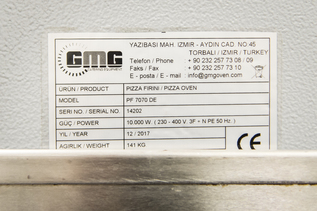 YAZIBASI MAH. IZMIR - AYDIN CAD. NO:45
TORBALI / IZMIR / TURKEY
GMG
Telefon / Phone + 90 232 257 73 08 : 09
Faks / Fax + 90 232 257 73 10
E - posta / E - mail info@gmgoven.com
ÜRÜN / PRODUCT PIZZA FIRINI / PIZZA OVEN
MODEL PF 7070 DE
SERI NO. / SERIAL NO. 14202
GÜÇ / POWER 10.000 W. ( 230 - 400 V. 3F + N PE 50 Hz. )
YIL / YEAR 12 / 2017
AGIRLIK / WEIGHT 141 KG
CE